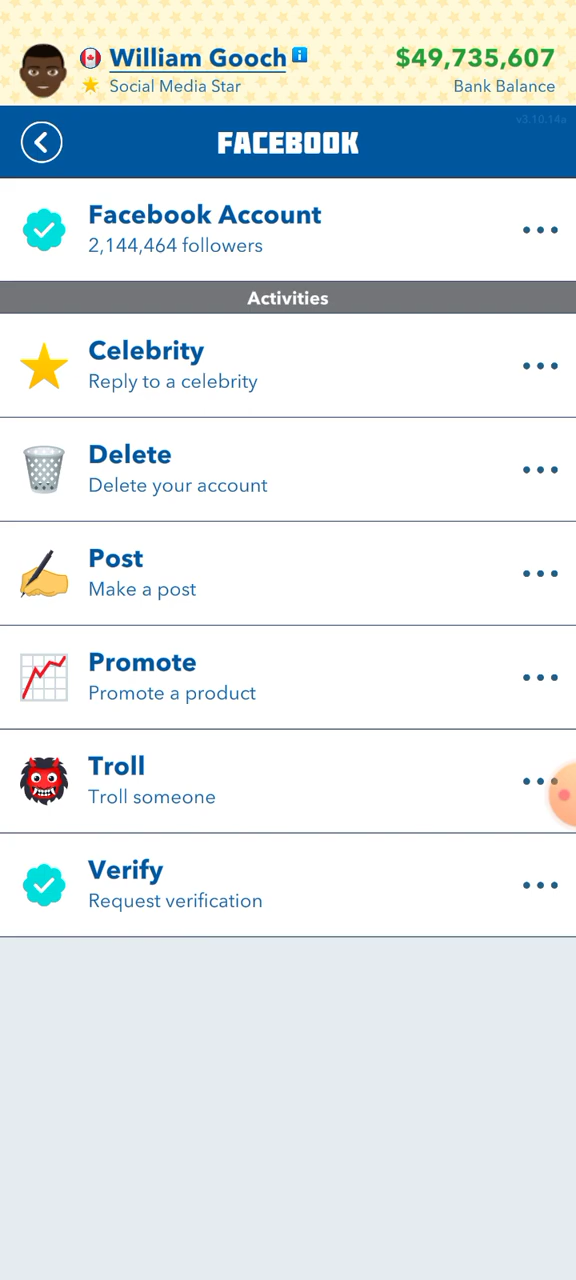 William Gooch
$49,735,607
Social Media Star
Bank Balance
v3.10.14a
FACEBOOK
Facebook Account
2,144,464 followers
Activities
Celebrity
Reply to a celebrity
Delete
Delete your account
Post
Make a post
Promote
Promote a product
Troll
Troll someone
Verify
Request verification